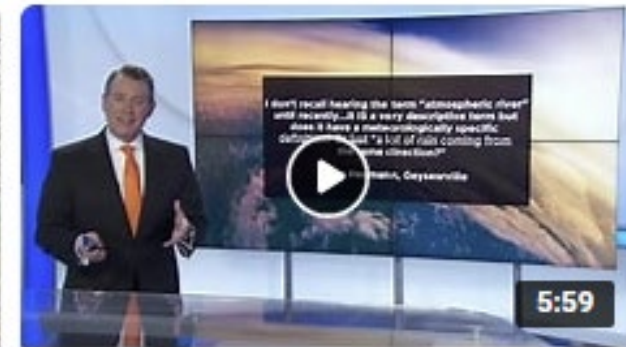 I don't recall hearing the term "atmospheric river"
until recently...it IS a very descriptive term but
does it have a meteorologically specific
"a lot of rain coming from
same direction?"
Geyserville
5:59